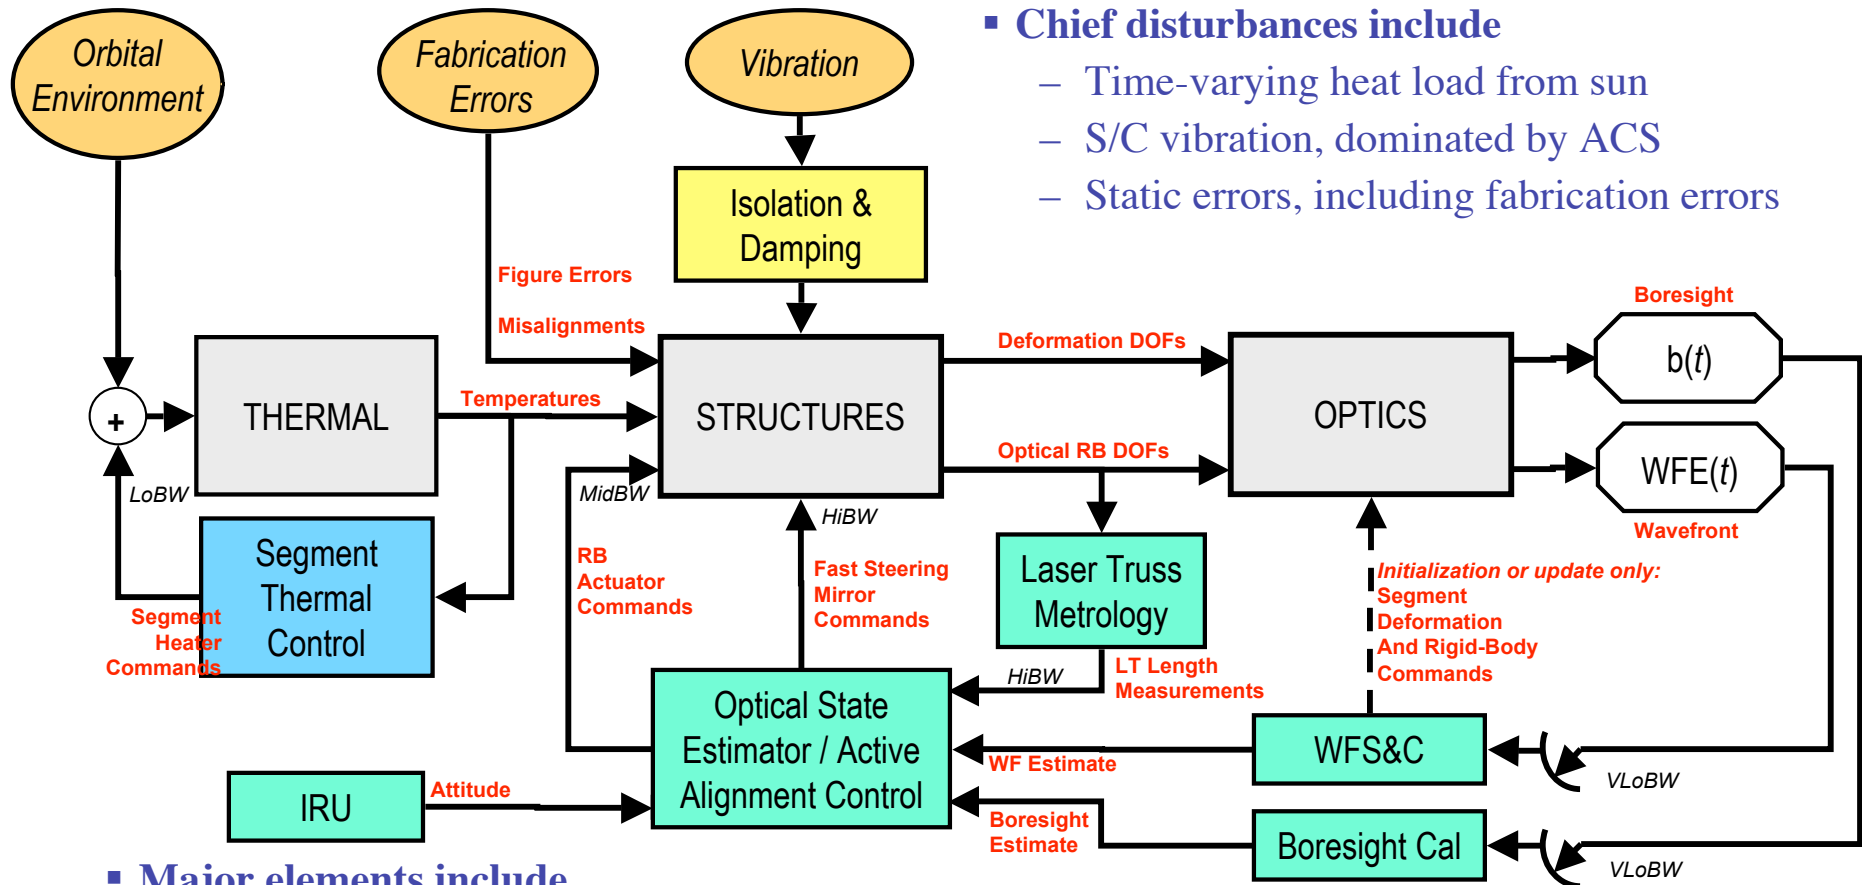 Orbital
Environment
Fabrication
Errors
Vibration
▪ Chief disturbances include
– Time-varying heat load from sun
– S/C vibration, dominated by ACS
– Static errors, including fabrication errors
Isolation &
Damping
Figure Errors
Misalignments
THERMAL
Temperatures
STRUCTURES
Deformation DOFs
Optical RB DOFs
OPTICS
Boresight
b(t)
WFE(t)
Wavefront
+
LoBW
MidBW
HiBW
Segment
Thermal
Control
Segment
Heater
Commands
RB
Actuator
Commands
Fast Steering
Mirror
Commands
Laser Truss
Metrology
HiBW
LT Length
Measurements
Initialization or update only:
Segment
Deformation
And Rigid-Body
Commands
Optical State
Estimator / Active
Alignment Control
WF Estimate
WFS&C
VLoBW
IRU
Attitude
Boresight
Estimate
Boresight Cal
VLoBW
▪ Major elements include